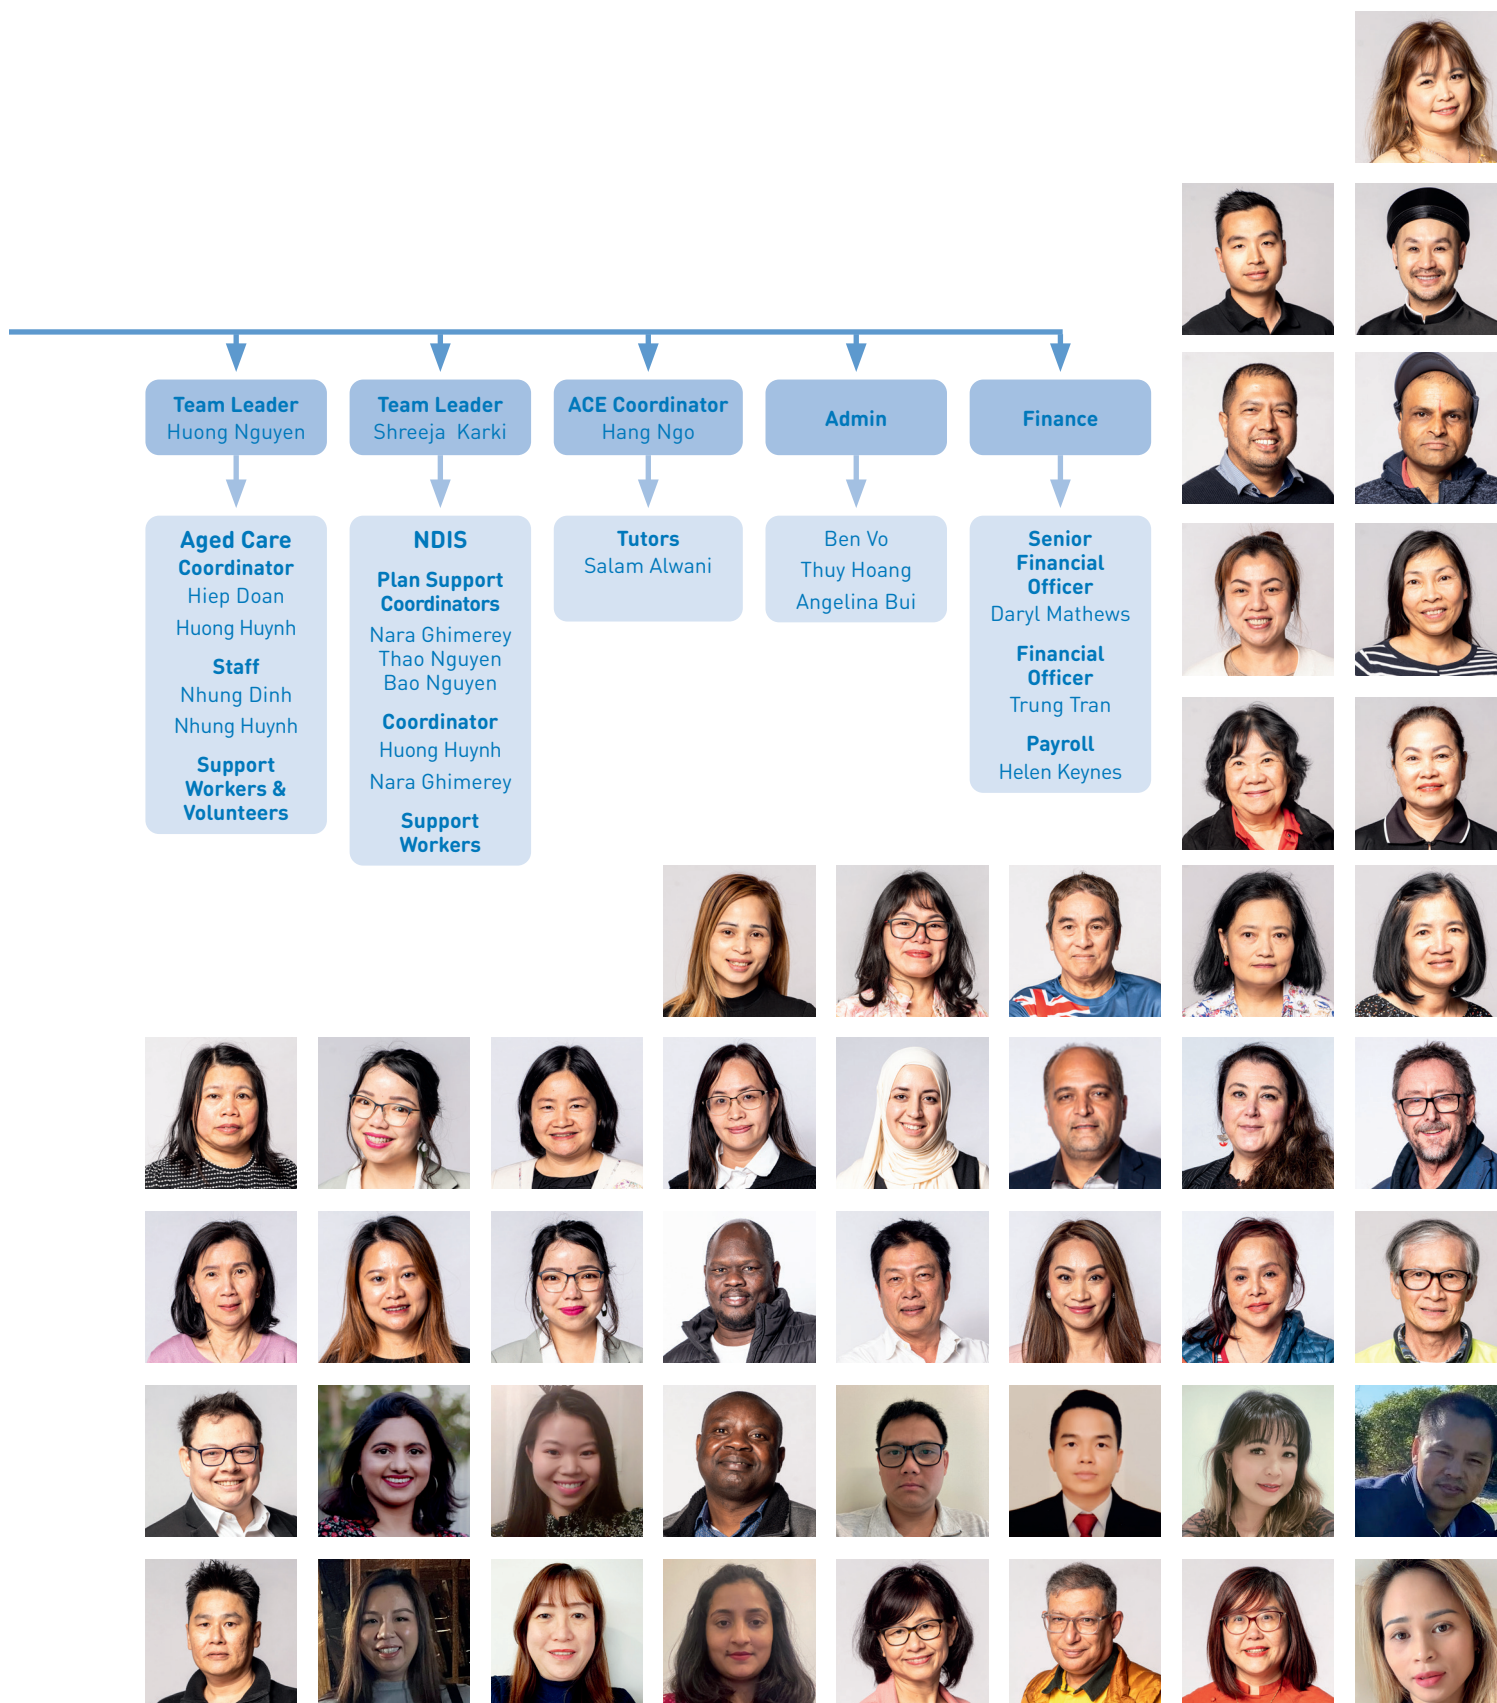 Team Leader
Huong Nguyen
Team Leader
Shreeja Karki
ACE Coordinator
Hang Ngo
Admin
Finance
Aged Care
Coordinator
Hiep Doan
Huong Huynh
Staff
Nhung Dinh
Nhung Huynh
Support
Workers &
Volunteers
NDIS
Plan Support
Coordinators
Nara Ghimerey
Thao Nguyen
Bao Nguyen
Coordinator
Huong Huynh
Nara Ghimerey
Support
Workers
Tutors
Salam Alwani
Ben Vo
Thuy Hoang
Angelina Bui
Senior
Financial
Officer
Daryl Mathews
Financial
Officer
Trung Tran
Payroll
Helen Keynes